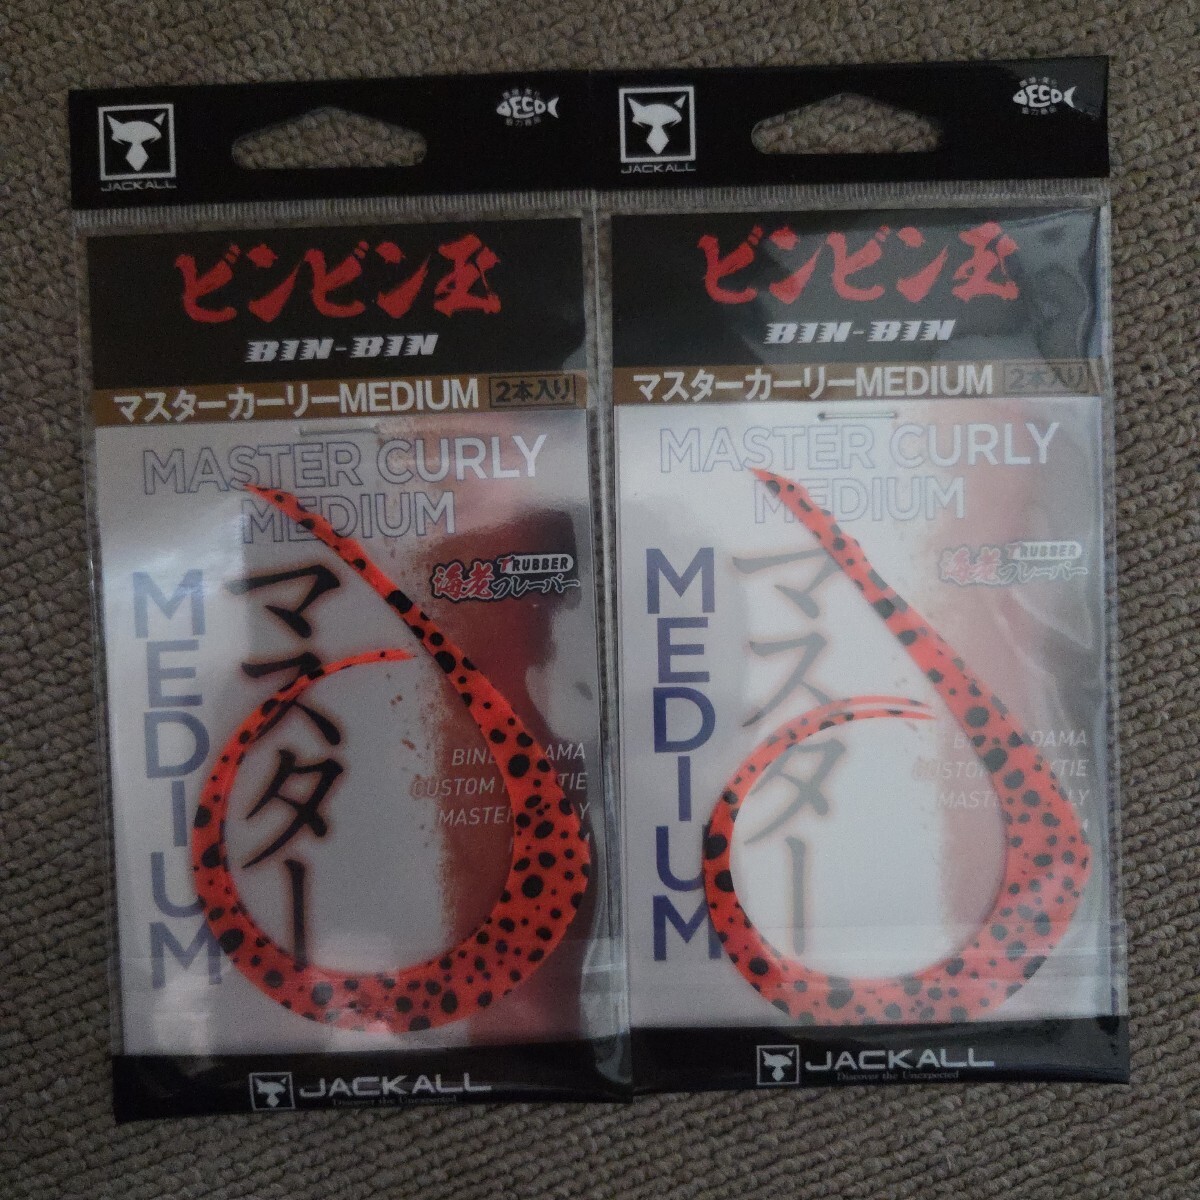 JACKALL
ECO
ビンビン玉
BIN-BIN
マスターカーリーMEDIUM 2本入り
MASTER CURLY
MEDIUM
TRUBBER
海老フレーバー
MEDIUM
マスター
CUSTOM
MASTER
JACKALL
Discover the Unexpected
JACKALL
ECO
ビンビン玉
BIN-BIN
マスターカーリーMEDIUM 2本入り
MASTER CURLY
MEDIUM
TRUBBER
海老フレーバー
MEDIUM
マスター
JACKALL
Discover the Unexpected